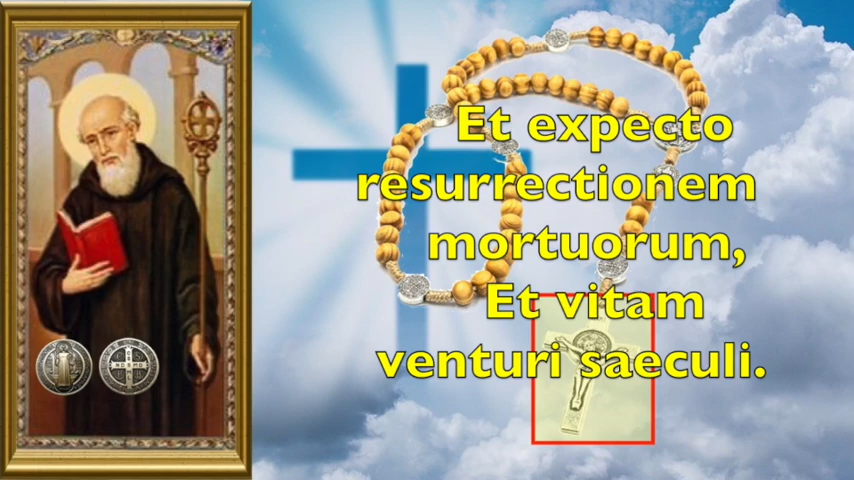 Et expecto
resurrectionem
mortuorum,
Et vitam
venturi saeculi.